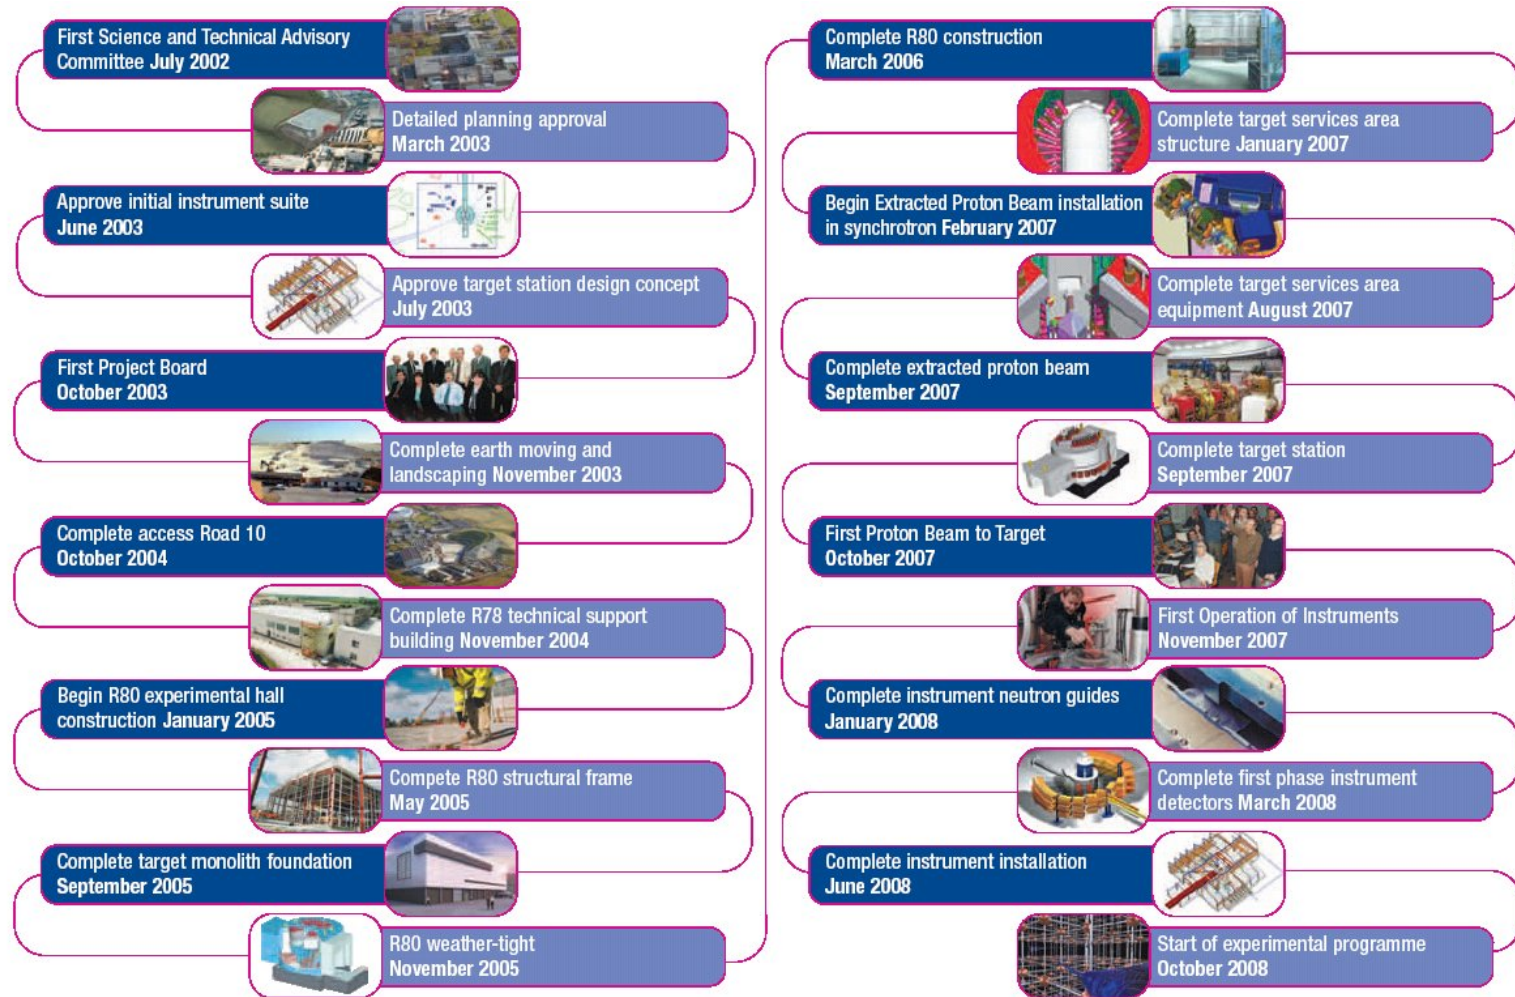 First Science and Technical Advisory
Committee July 2002
Detailed planning approval
March 2003
Approve initial instrument suite
June 2003
Approve target station design concept
July 2003
First Project Board
October 2003
Complete earth moving and
landscaping November 2003
Complete access Road 10
October 2004
Complete R78 technical support
building November 2004
Begin R80 experimental hall
construction January 2005
Compete R80 structural frame
May 2005
Complete target monolith foundation
September 2005
R80 weather-tight
November 2005
Complete R80 construction
March 2006
Complete target services area
structure January 2007
Begin Extracted Proton Beam installation
in synchrotron February 2007
Complete target services area
equipment August 2007
Complete extracted proton beam
September 2007
Complete target station
September 2007
First Proton Beam to Target
October 2007
First Operation of Instruments
November 2007
Complete instrument neutron guides
January 2008
Complete first phase instrument
detectors March 2008
Complete instrument installation
June 2008
Start of experimental programme
October 2008